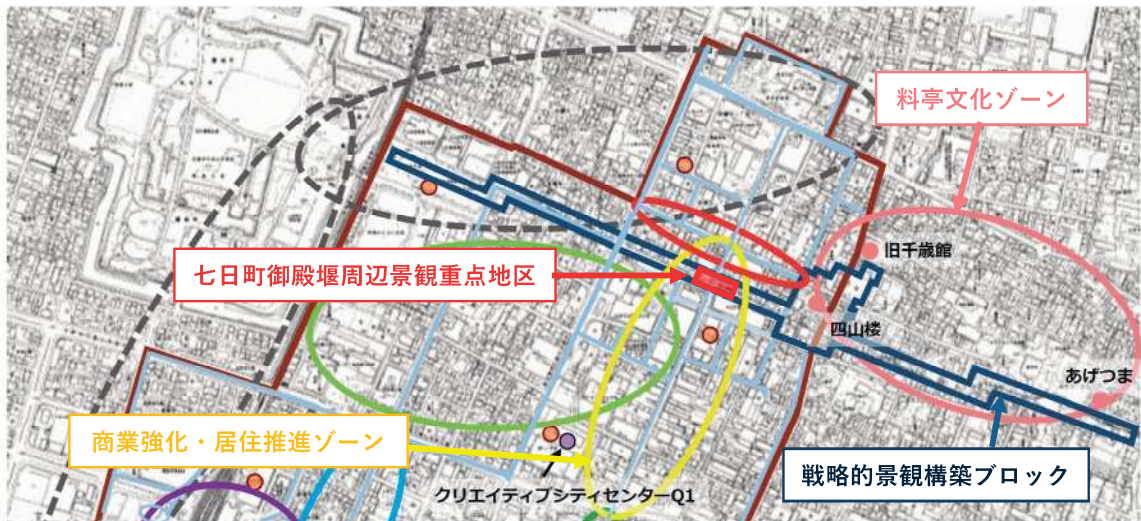 料亭文化ゾーン
旧千歳館
七日町御殿堰周辺景観重点地区
四山楼
あげつま
商業強化・居住推進ゾーン
戦略的景観構築ブロック
クリエイティブシティセンターQ1